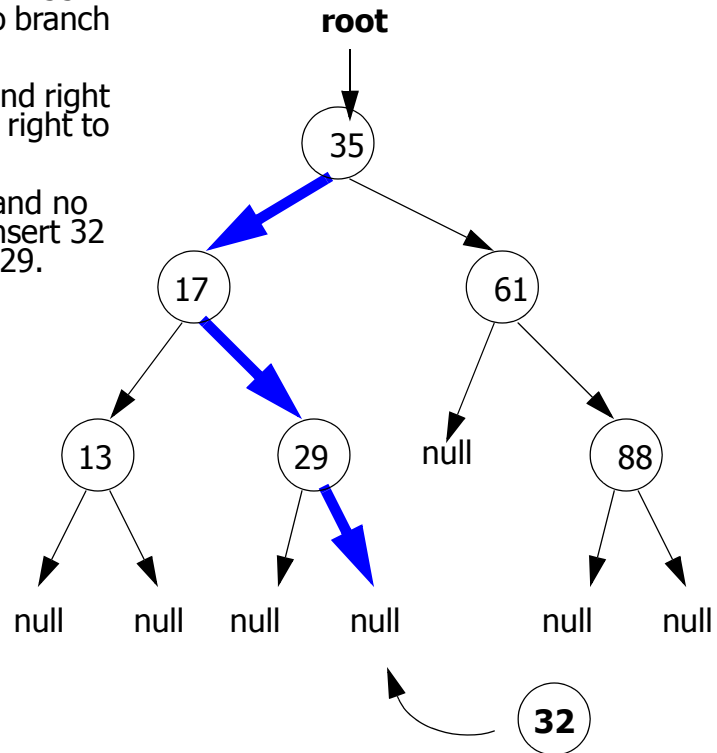 o branch
nd right
right to
and no
nsert 32
29.
root
35
17
61
13
29
null
88
null
null
null
null
null
null
32